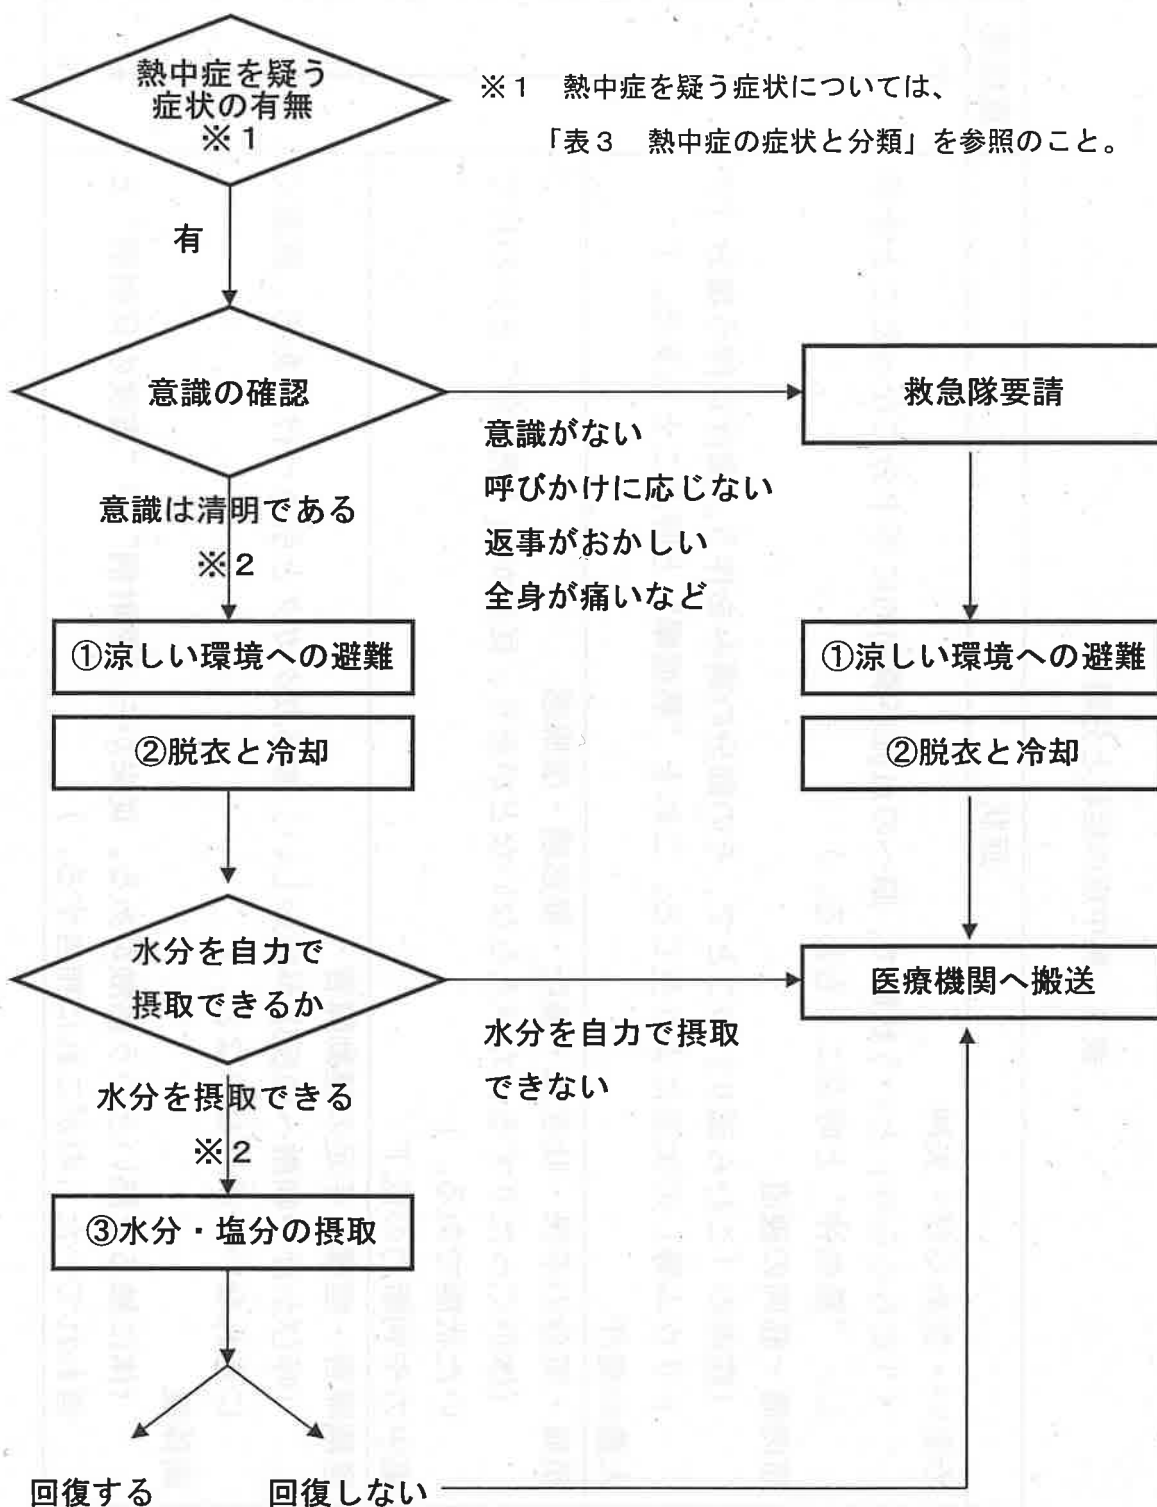 熱中症を疑う
症状の有無
※1
※1　熱中症を疑う症状については、
「表3　熱中症の症状と分類」を参照のこと。
有
意識の確認
救急隊要請
意識がない
呼びかけに応じない
返事がおかしい
全身が痛いなど
意識は清明である
※2
①涼しい環境への避難
①涼しい環境への避難
②脱衣と冷却
②脱衣と冷却
水分を自力で
摂取できるか
医療機関へ搬送
水分を自力で摂取
できない
水分を摂取できる
※2
③水分・塩分の摂取
回復する
回復しない